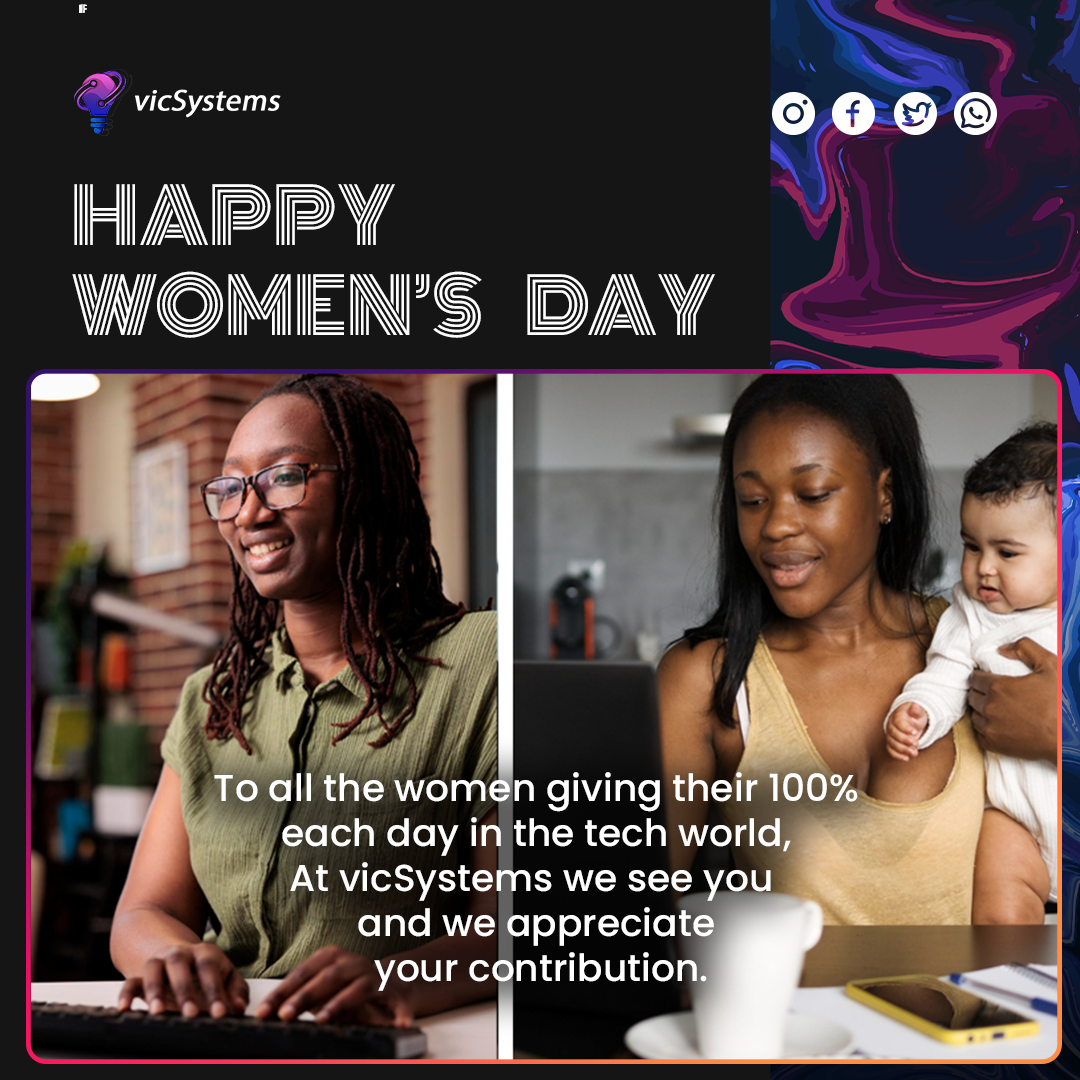 vicSystems
HAPPY
WOMEN'S DAY
To all the women giving their 100%
each day in the tech world,
At vicSystems we see you
and we appreciate
your contribution.